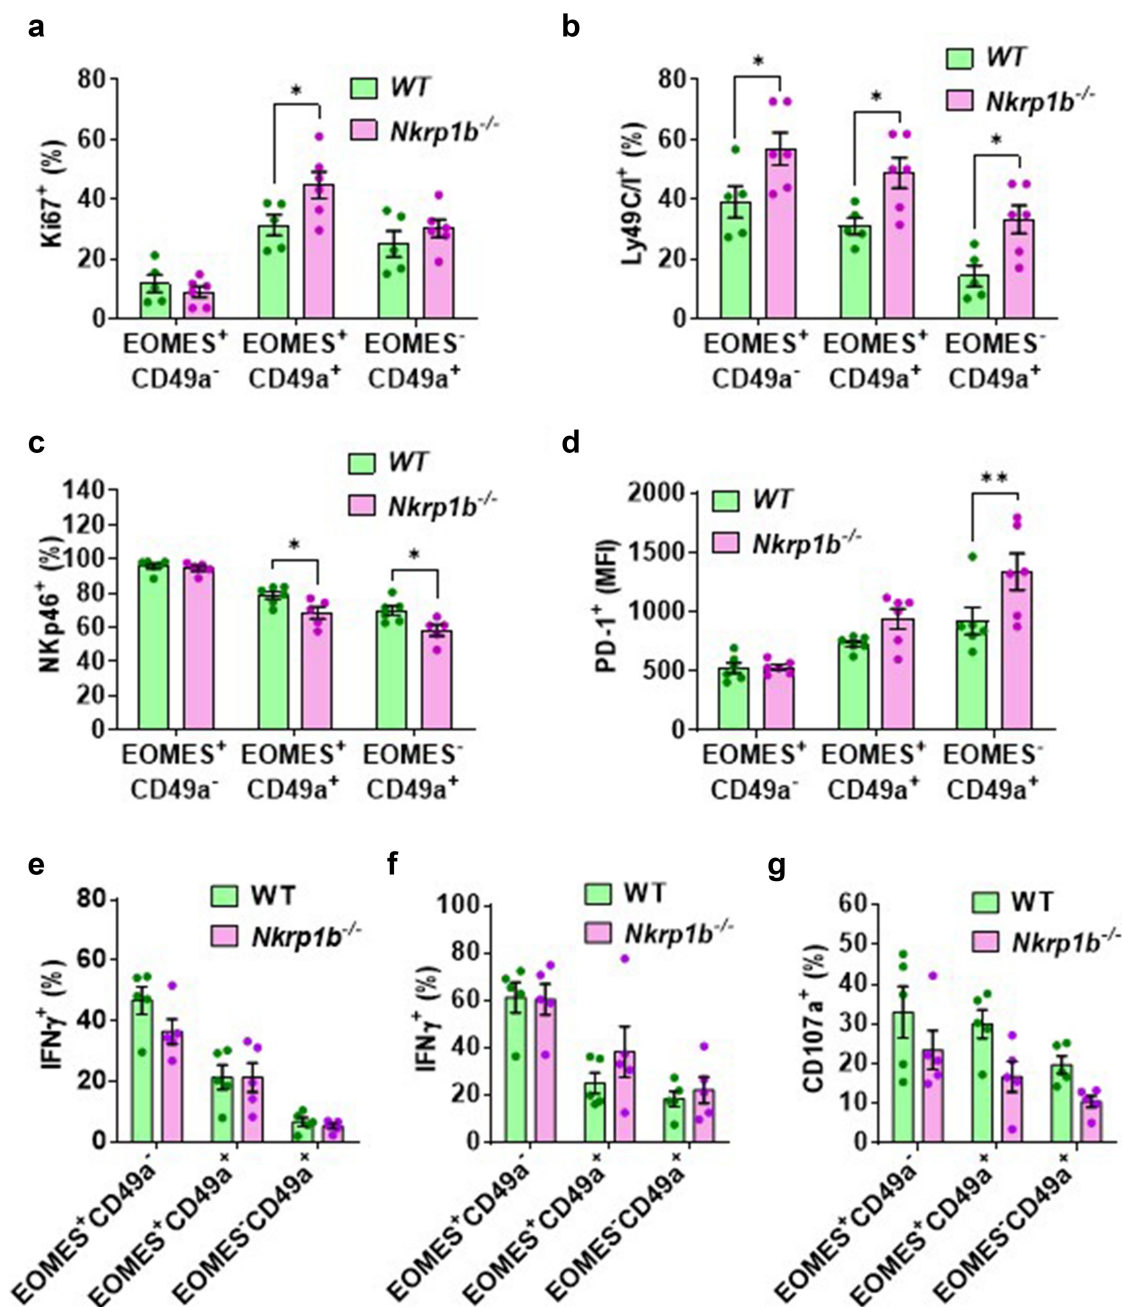 a
Ki67⁺ (%)
80
60
40
20
0
*
WT
Nkrp1b⁻/⁻
EOMES⁺ EOMES⁺ EOMES⁻
CD49a⁻ CD49a⁺ CD49a⁺
b
Ly49C/I⁺ (%)
80
60
40
20
0
* * *
WT
Nkrp1b⁻/⁻
EOMES⁺ EOMES⁺ EOMES⁻
CD49a⁻ CD49a⁺ CD49a⁺
c
NKp46⁺ (%)
140
120
100
80
60
40
20
0
* *
WT
Nkrp1b⁻/⁻
EOMES⁺ EOMES⁺ EOMES⁻
CD49a⁻ CD49a⁺ CD49a⁺
d
PD-1⁺ (MFI)
2000
1500
1000
500
0
**
WT
Nkrp1b⁻/⁻
EOMES⁺ EOMES⁺ EOMES⁻
CD49a⁻ CD49a⁺ CD49a⁺
e
IFNγ⁺ (%)
80
60
40
20
0
WT
Nkrp1b⁻/⁻
EOMES⁺CD49a⁻
EOMES⁺CD49a⁺
EOMES⁻CD49a⁺
f
IFNγ⁺ (%)
100
80
60
40
20
0
WT
Nkrp1b⁻/⁻
EOMES⁺CD49a⁻
EOMES⁺CD49a⁺
EOMES⁻CD49a⁺
g
CD107a⁺ (%)
60
50
40
30
20
10
0
WT
Nkrp1b⁻/⁻
EOMES⁺CD49a⁻
EOMES⁺CD49a⁺
EOMES⁻CD49a⁺